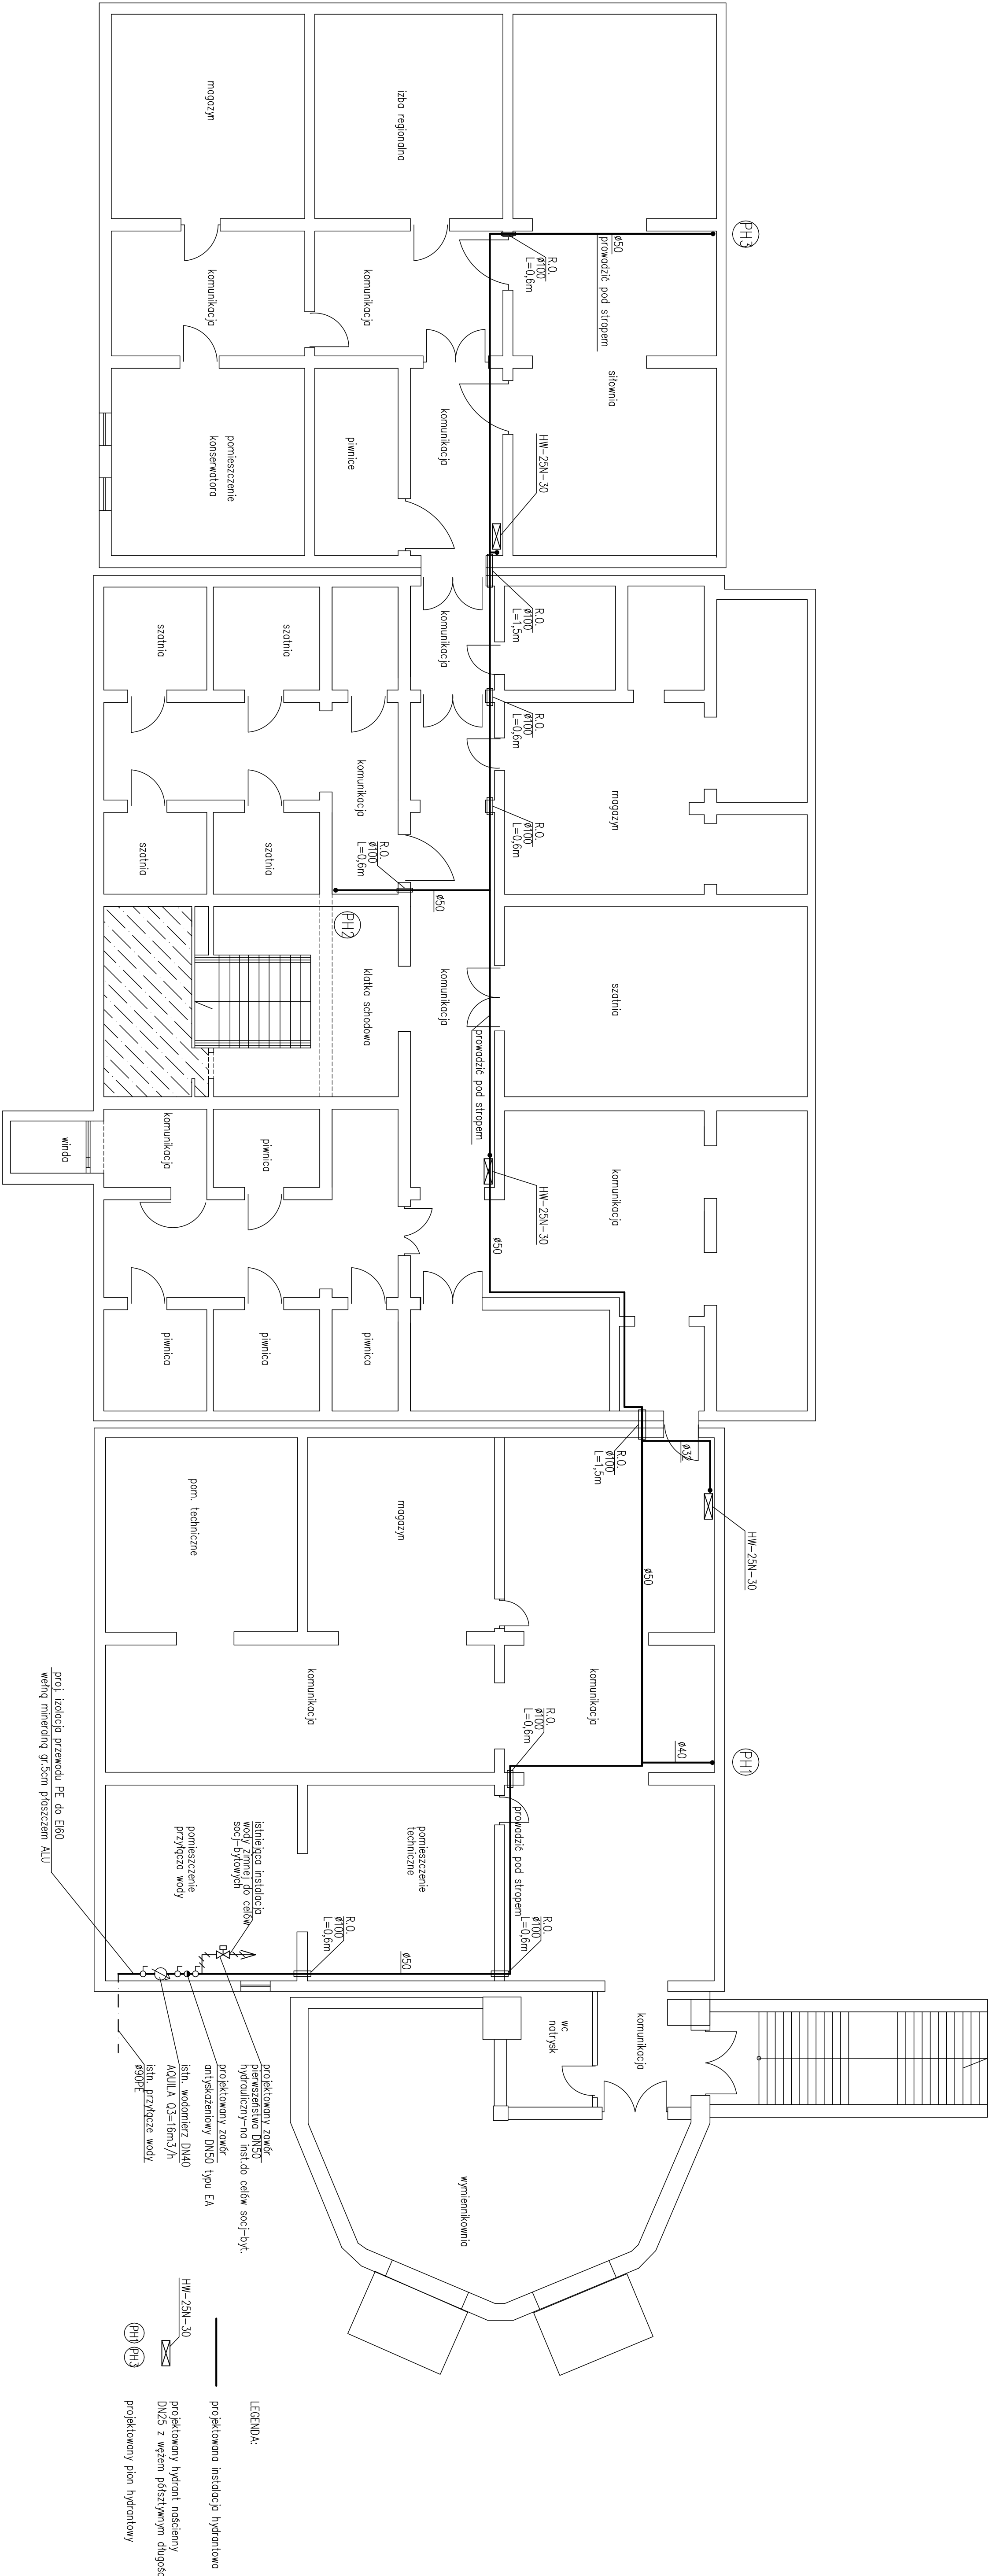 PH3
ø50
prowadzić pod stropem
R.O.
ø100
L=0,6m
magazyn
izba regionalna
siłownia
komunikacja
komunikacja
komunikacja
piwnice
pomieszczenie
konserwatora
HW-25N-30
R.O.
ø100
L=1,5m
komunikacja
szatnia
szatnia
R.O.
ø100
L=0,6m
magazyn
komunikacja
R.O.
ø100
L=0,6m
R.O.
ø100
L=0,6m
szatnia
szatnia
ø50
PH2
klatka schodowa
komunikacja
szatnia
prowadzić pod stropem
winda
komunikacja
piwnica
HW-25N-30
komunikacja
ø50
piwnica
piwnica
piwnica
R.O.
ø100
L=1,5m
ø32
HW-25N-30
pom. techniczne
magazyn
ø50
komunikacja
komunikacja
R.O.
ø100
L=0,6m
ø40
PH1
proj. izolacja przewodu PE do EI60
wełną mineralną gr.5cm płaszczem ALU
prowadzić pod stropem
pomieszczenie
techniczne
istniejąca instalacja
wody zimnej do celów
socj-bytowych
pomieszczenie
przyłącza wody
R.O.
ø100
L=0,6m
R.O.
ø100
L=0,6m
ø50
wc
natrysk
komunikacja
wymiennikownia
projektowany zawór
pierwszeństwa DN50
hydrauliczny-na inst.do celów socj-byt.
projektowany zawór
antyskażeniowy DN50 typu EA
istn. wodomierz DN40
AQUILA Q3=16m3/h
istn. przyłącze wody
ø90PE
LEGENDA:
projektowana instalacja hydrantowa
HW-25N-30
projektowany hydrant naścienny
DN25 z wężem półsztywnym
PH1 PH3
projektowany pion hydrantowy